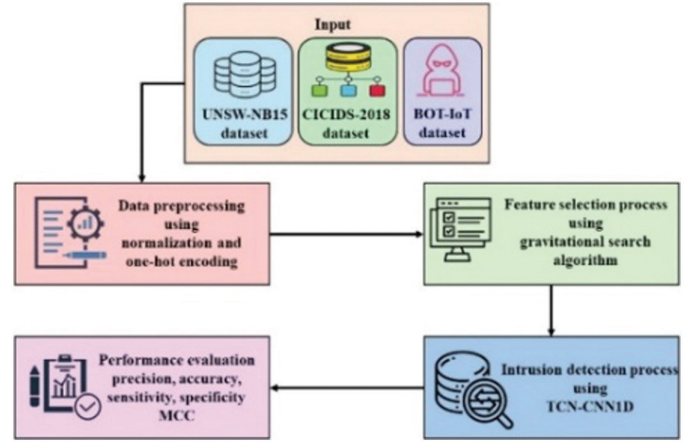 Input
UNSW-NB15
dataset
CICIDS-2018
dataset
BOT-IoT
dataset
Data preprocessing
using
normalization and
one-hot encoding
Feature selection process
using
gravitational search
algorithm
Performance evaluation
precision, accuracy,
sensitivity, specificity
MCC
Intrusion detection process
using
TCN-CNN1D